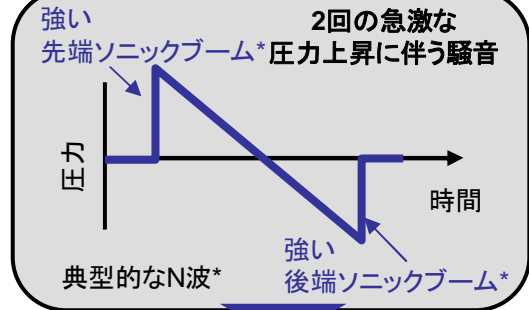 強い
先端ソニックブーム*
2回の急激な
圧力上昇に伴う騒音
圧力
時間
強い
後端ソニックブーム*
典型的なN波*